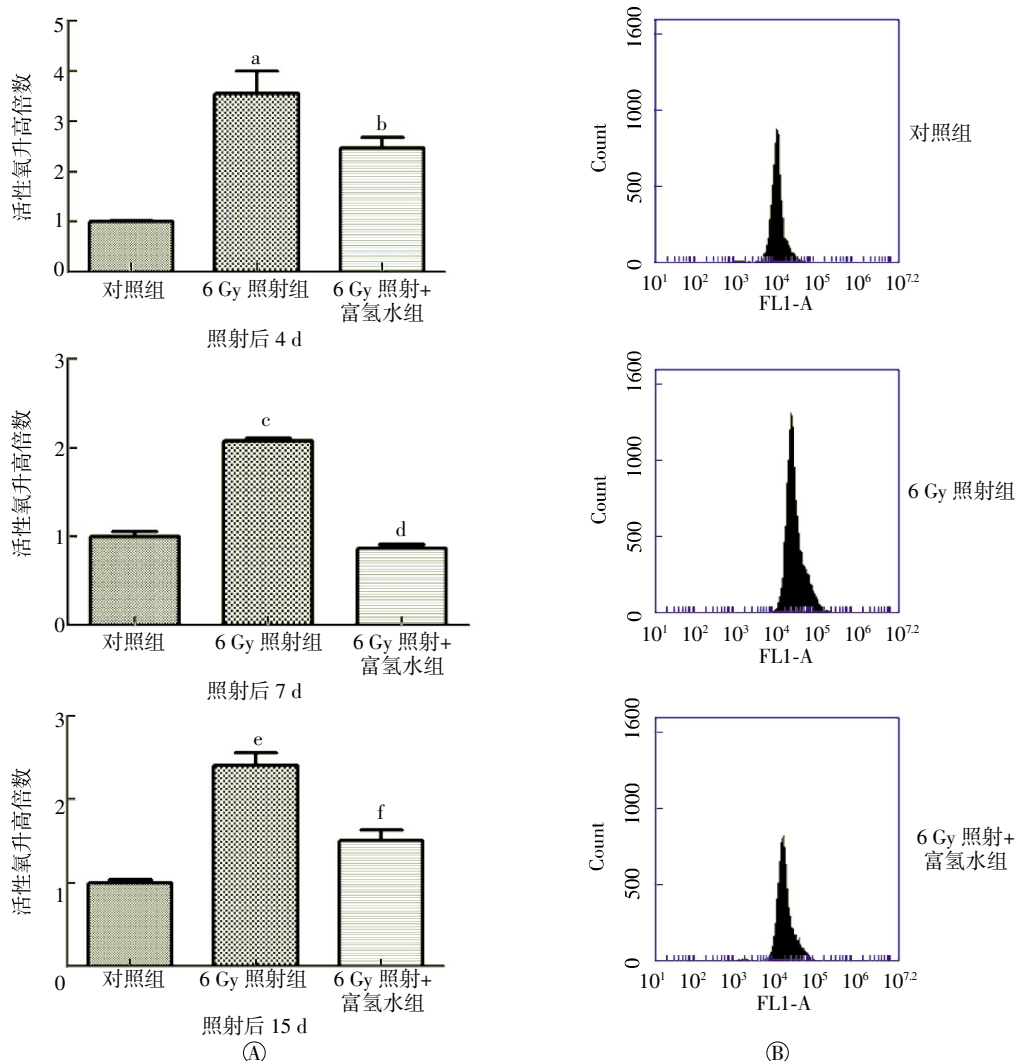 5
4
3
2
1
0
活性氧升高倍数
a
b
对照组
6 Gy 照射组
6 Gy 照射+
富氢水组
照射后 4 d
3
2
1
0
活性氧升高倍数
c
d
对照组
6 Gy 照射组
6 Gy 照射+
富氢水组
照射后 7 d
3
2
1
0
活性氧升高倍数
e
f
对照组
6 Gy 照射组
6 Gy 照射+
富氢水组
照射后 15 d
Ⓐ
1600
1000
500
0
Count
10¹ 10² 10³ 10⁴ 10⁵ 10⁶ 10⁷·²
FL1-A
对照组
1600
1000
500
0
Count
10¹ 10² 10³ 10⁴ 10⁵ 10⁶ 10⁷·²
FL1-A
6 Gy 照射组
1600
1000
500
0
Count
10¹ 10² 10³ 10⁴ 10⁵ 10⁶ 10⁷·²
FL1-A
6 Gy 照射+
富氢水组
Ⓑ